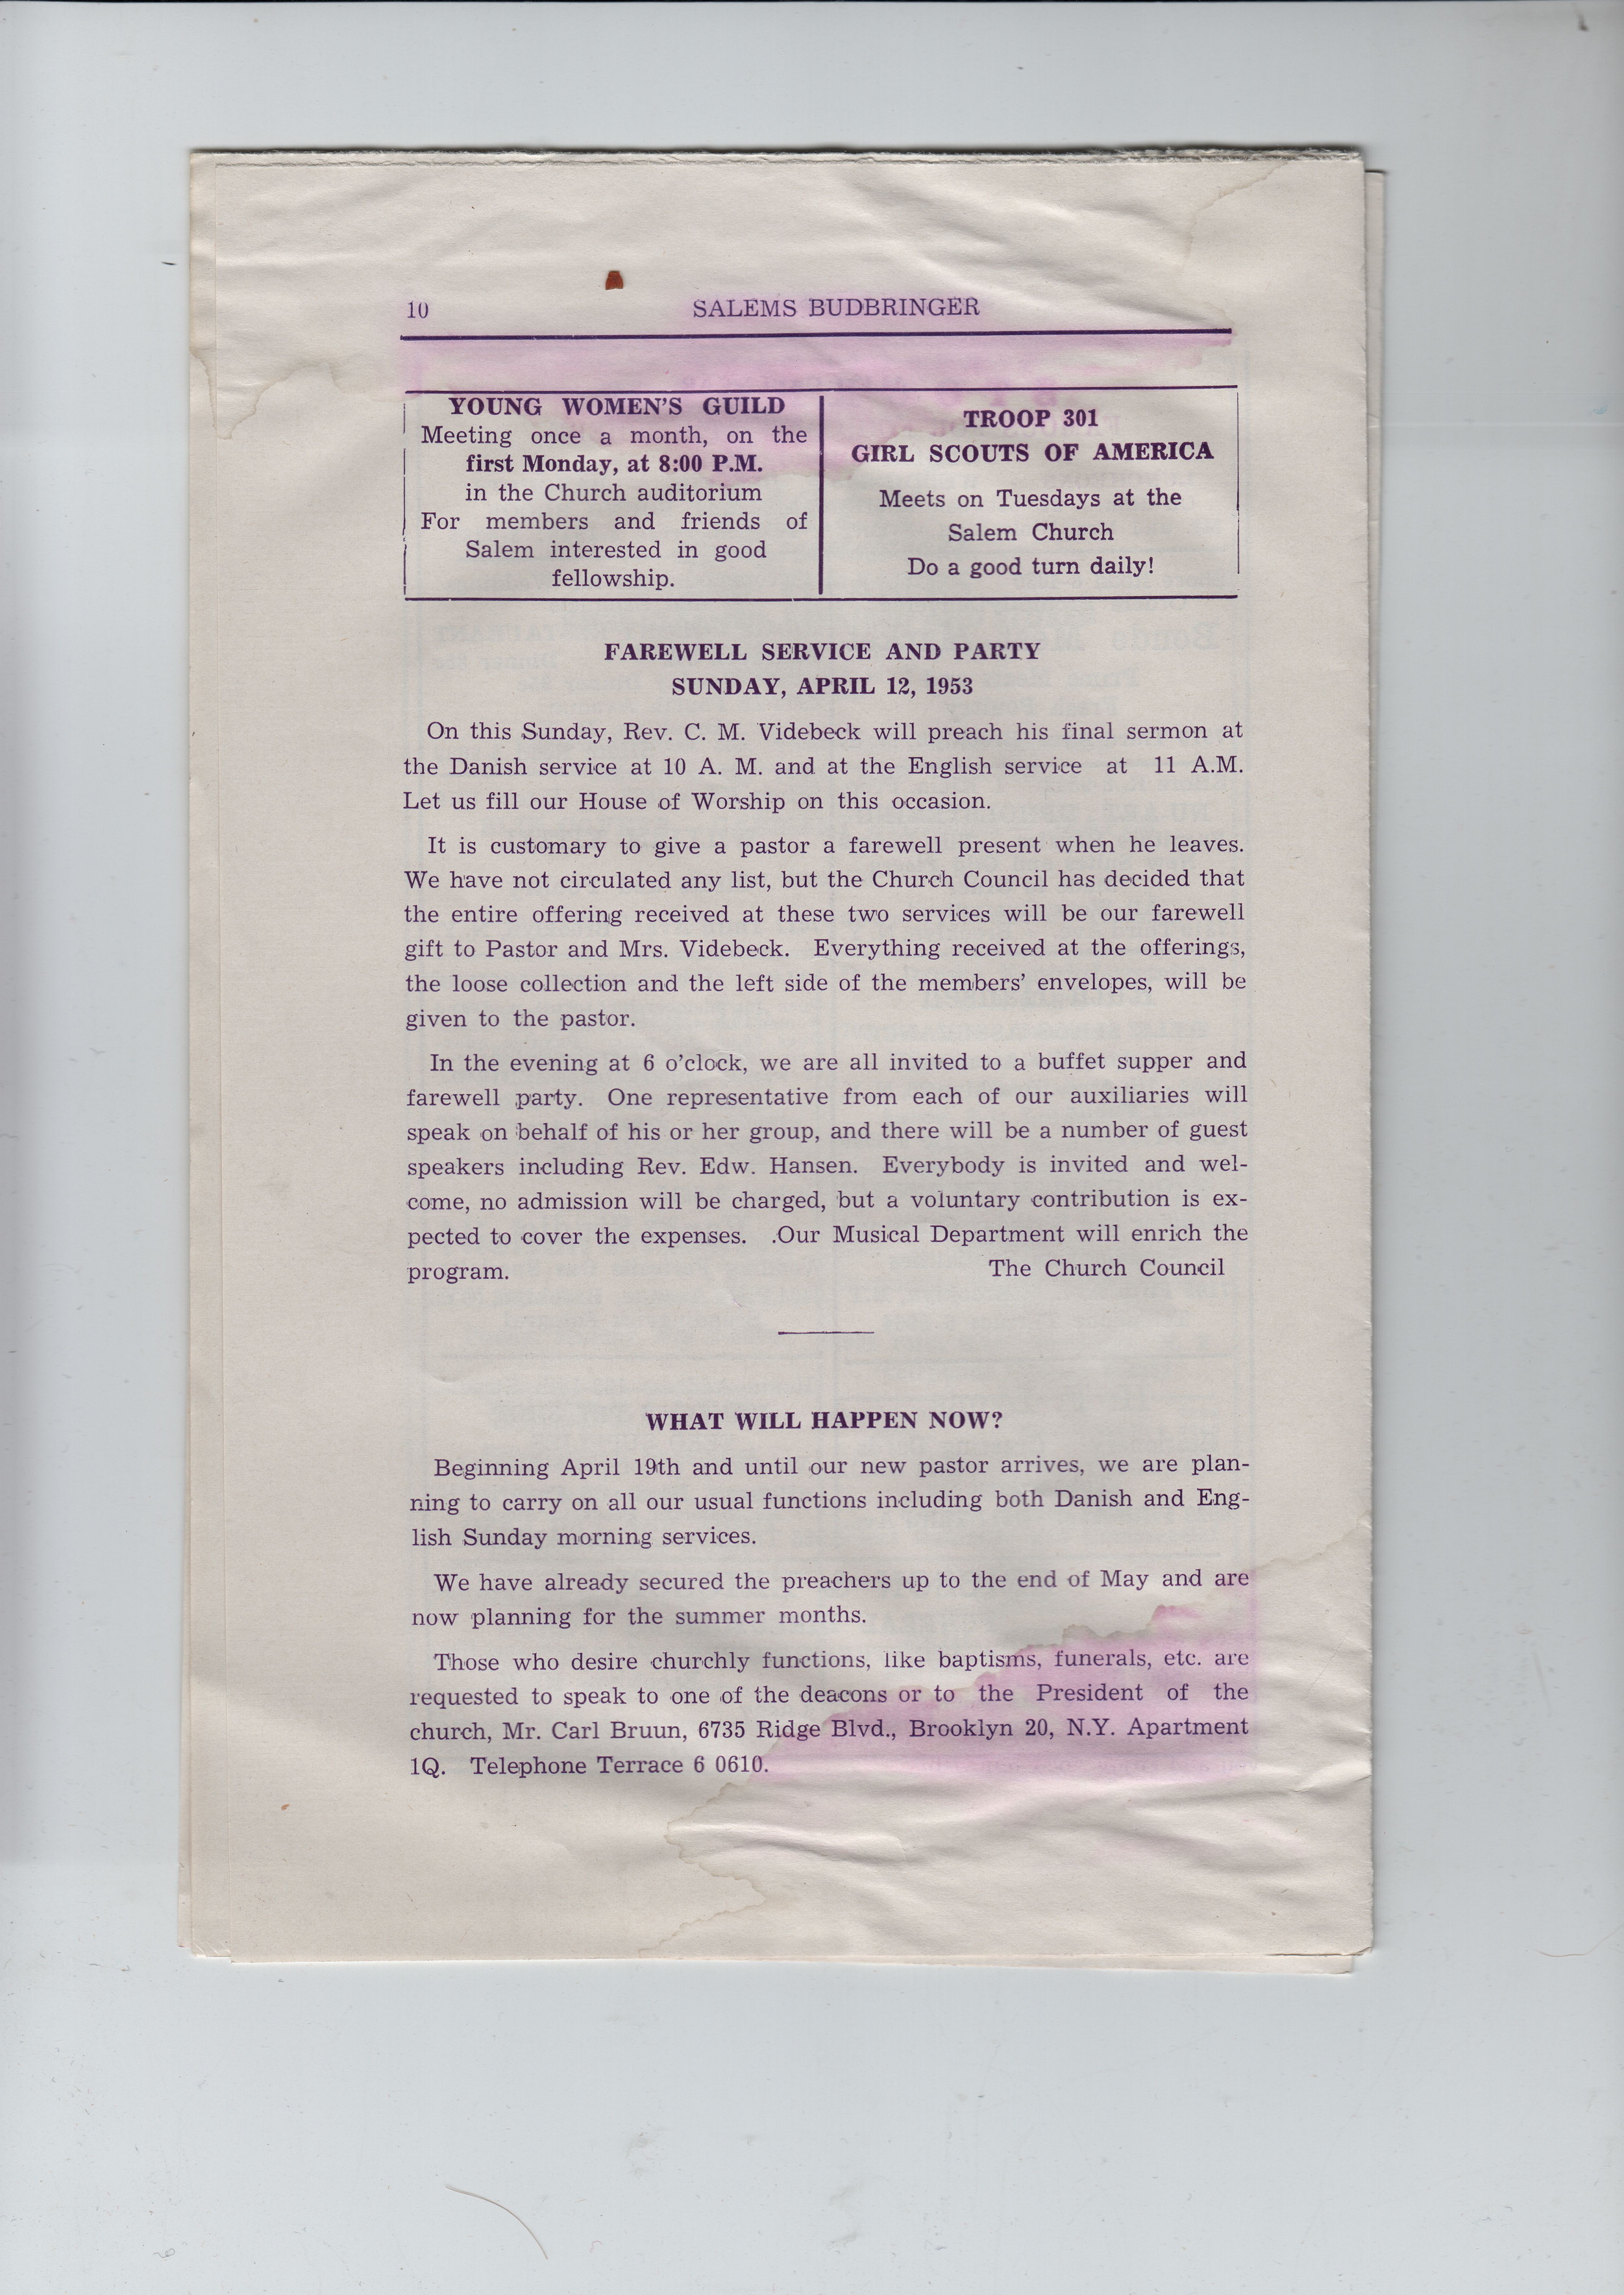 10
SALEMS BUDBRINGER
YOUNG WOMEN'S GUILD
Meeting once a month, on the
first Monday, at 8:00 P.M.
in the Church auditorium
For members and friends of
Salem interested in good
fellowship.
TROOP 301
GIRL SCOUTS OF AMERICA
Meets on Tuesdays at the
Salem Church
Do a good turn daily!
FAREWELL SERVICE AND PARTY
SUNDAY, APRIL 12, 1953
On this Sunday, Rev. C. M. Videbeck will preach his final sermon at
the Danish service at 10 A. M. and at the English service at 11 A.M.
Let us fill our House of Worship on this occasion.
It is customary to give a pastor a farewell present when he leaves.
We have not circulated any list, but the Church Council has decided that
the entire offering received at these two services will be our farewell
gift to Pastor and Mrs. Videbeck. Everything received at the offerings,
the loose collection and the left side of the members' envelopes, will be
given to the pastor.
In the evening at 6 o'clock, we are all invited to a buffet supper and
farewell party. One representative from each of our auxiliaries will
speak on behalf of his or her group, and there will be a number of guest
speakers including Rev. Edw. Hansen. Everybody is invited and wel-
come, no admission will be charged, but a voluntary contribution is ex-
pected to cover the expenses. .Our Musical Department will enrich the
program. The Church Council
WHAT WILL HAPPEN NOW?
Beginning April 19th and until our new pastor arrives, we are plan-
ning to carry on all our usual functions including both Danish and Eng-
lish Sunday morning services.
We have already secured the preachers up to the end of May and are
now planning for the summer months.
Those who desire churchly functions, like baptisms, funerals, etc. are
requested to speak to one of the deacons or to the President of the
church, Mr. Carl Bruun, 6735 Ridge Blvd., Brooklyn 20, N.Y. Apartment
1Q. Telephone Terrace 6 0610.